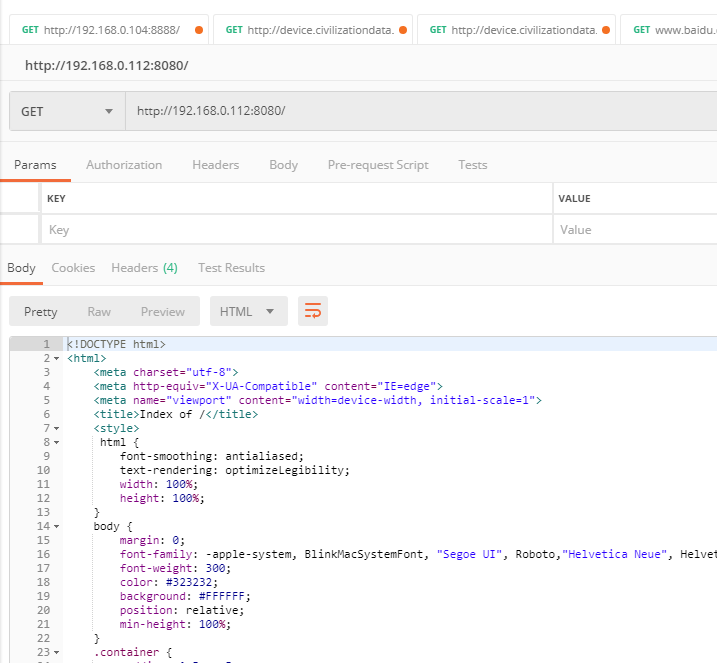 GET http://192.168.0.104:8888/ GET http://device.civilizationdata. GET http://device.civilizationdata. GET www.baidu.
http://192.168.0.112:8080/
GET http://192.168.0.112:8080/
Params Authorization Headers Body Pre-request Script Tests
KEY VALUE
Key Value
Body Cookies Headers (4) Test Results
Pretty Raw Preview HTML
1 <!DOCTYPE html>
2 <html>
3 <meta charset="utf-8">
4 <meta http-equiv="X-UA-Compatible" content="IE=edge">
5 <meta name="viewport" content="width=device-width, initial-scale=1">
6 <title>Index of /</title>
7 <style>
8 html {
9 font-smoothing: antialiased;
10 text-rendering: optimizeLegibility;
11 width: 100%;
12 height: 100%;
13 }
14 body {
15 margin: 0;
16 font-family: -apple-system, BlinkMacSystemFont, "Segoe UI", Roboto,"Helvetica Neue", Helvet
17 font-weight: 300;
18 color: #323232;
19 background: #FFFFFF;
20 position: relative;
21 min-height: 100%;
22 }
23 .container {